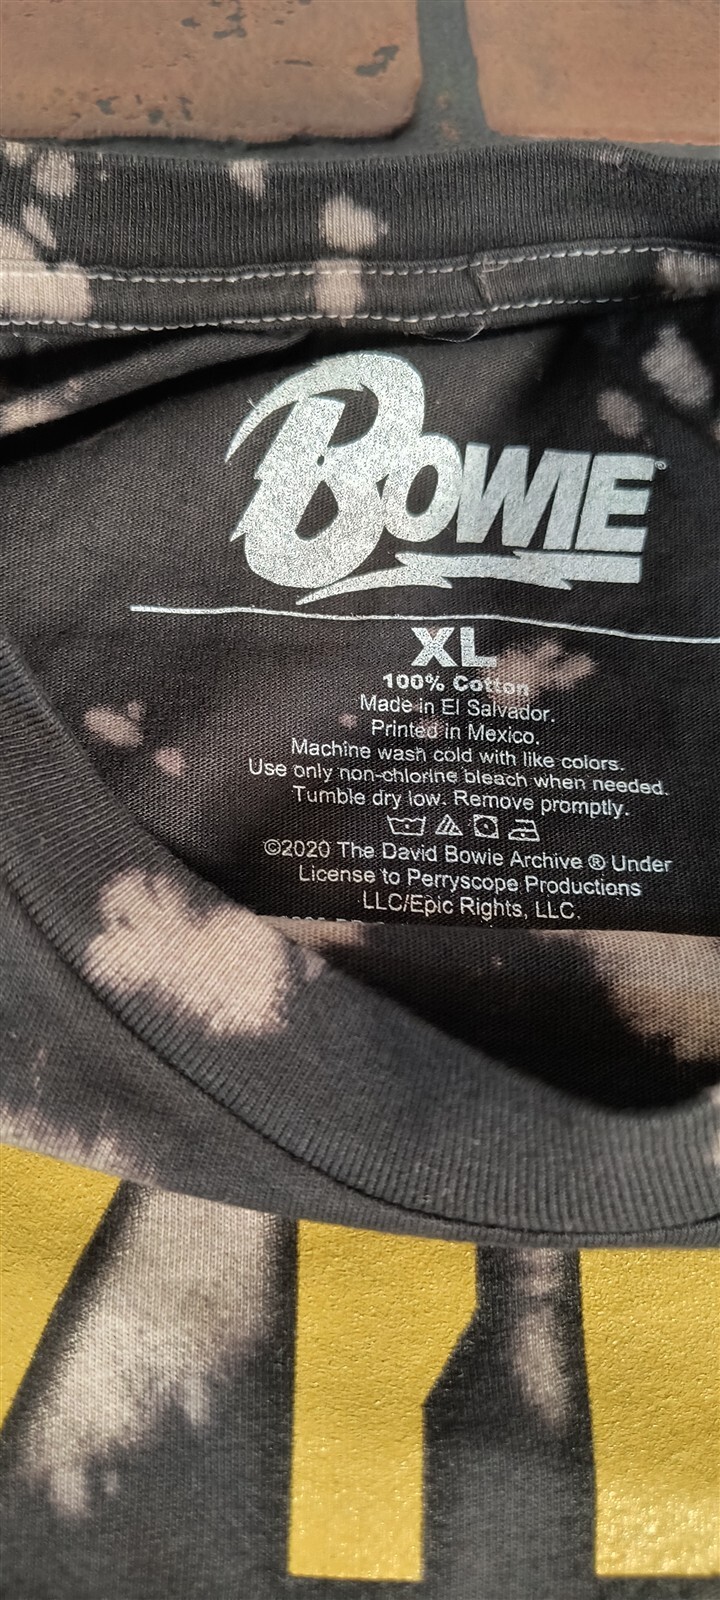 BOWIE®
XL
100% Cotton
Made in El Salvador.
Printed in Mexico.
Machine wash cold with like colors.
Use only non-chlorine bleach when needed.
Tumble dry low. Remove promptly.
©2020 The David Bowie Archive ® Under
License to Perryscope Productions
LLC/Epic Rights, LLC.